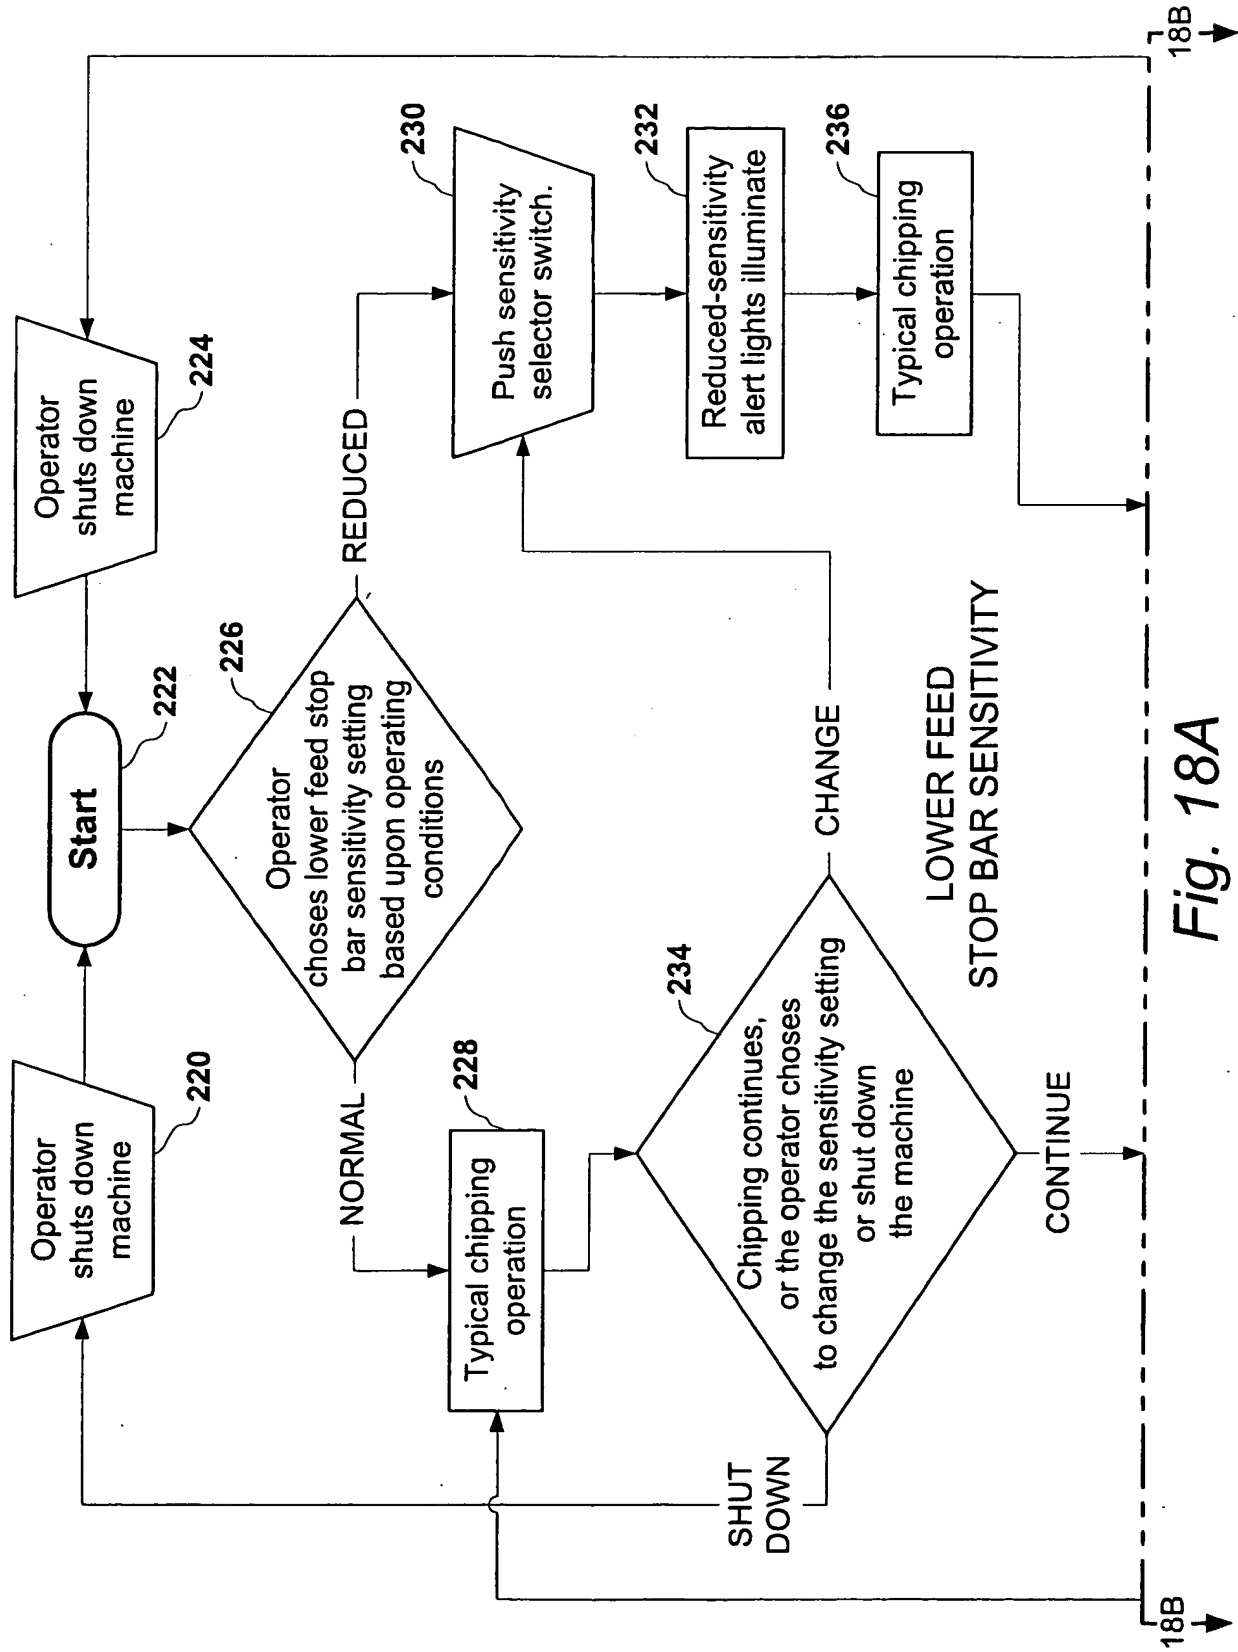 Operator
shuts down
machine
220
Start
222
Operator
shuts down
machine
224
Operator
choses lower feed stop
bar sensitivity setting
based upon operating
conditions
226
NORMAL
REDUCED
Typical chipping
operation
228
Push sensitivity
selector switch.
230
Reduced-sensitivity
alert lights illuminate
232
Chipping continues,
or the operator choses
to change the sensitivity setting
or shut down
the machine
234
Typical chipping
operation
236
SHUT
DOWN
CHANGE
CONTINUE
LOWER FEED
STOP BAR SENSITIVITY
18B
18B
Fig. 18A